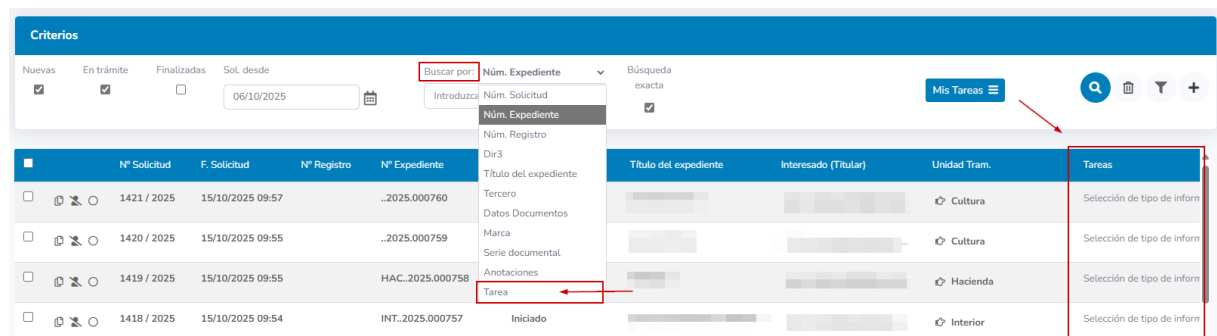 Criterios
Nuevas En trámite Finalizadas Sol. desde Buscar por: Núm. Expediente Búsqueda exacta
06/10/2025 Introduzca Mis Tareas
Núm. Solicitud
Núm. Expediente
Núm. Registro
Dir3
Título del expediente
Tercero
Datos Documentos
Marca
Serie documental
Anotaciones
Tarea
Nº Solicitud F. Solicitud Nº Registro Nº Expediente Título del expediente Interesado (Titular) Unidad Tram. Tareas
1421 / 2025 15/10/2025 09:57 ..2025.000760 Cultura Selección de tipo de inform
1420 / 2025 15/10/2025 09:55 ..2025.000759 ... Cultura Selección de tipo de inform
1419 / 2025 15/10/2025 09:55 HAC..2025.000758 Hacienda Selección de tipo de inform
1418 / 2025 15/10/2025 09:54 INT..2025.000757 Iniciado Interior Selección de tipo de inform